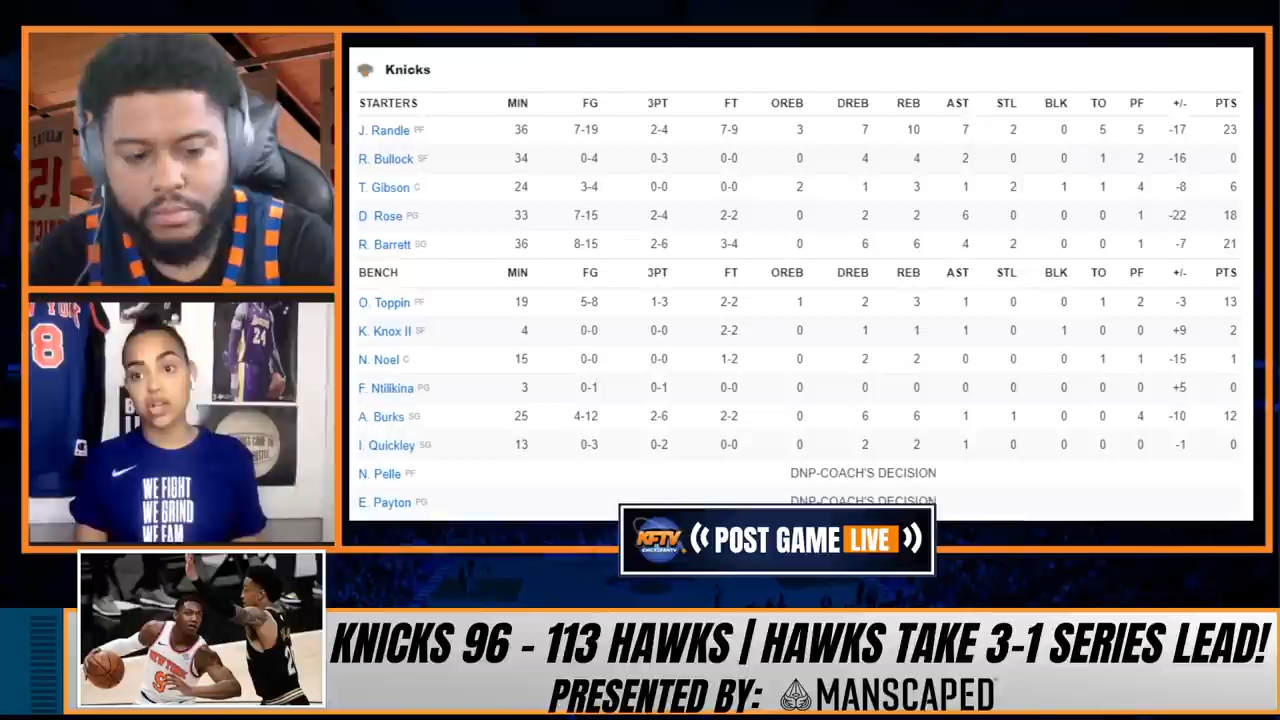 Knicks
STARTERS MIN FG 3PT FT OREB DREB REB AST STL BLK TO PF +/- PTS
J. Randle PF 36 7-19 2-4 7-9 3 7 10 7 2 0 5 5 -17 23
R. Bullock SF 34 0-4 0-3 0-0 0 4 4 2 0 0 1 2 -16 0
T. Gibson C 24 3-4 0-0 0-0 2 1 3 1 2 1 1 4 -8 6
D. Rose PG 33 7-15 2-4 2-2 0 2 2 6 0 0 0 1 -22 18
R. Barrett SG 36 8-15 2-6 3-4 0 6 6 4 2 0 0 1 -7 21
BENCH MIN FG 3PT FT OREB DREB REB AST STL BLK TO PF +/- PTS
O. Toppin PF 19 5-8 1-3 2-2 1 2 3 1 0 0 1 2 -3 13
K. Knox II SF 4 0-0 0-0 2-2 0 1 1 1 0 1 0 0 +9 2
N. Noel C 15 0-0 0-0 1-2 0 2 2 0 0 0 1 1 -15 1
F. Ntilikina PG 3 0-1 0-1 0-0 0 0 0 0 0 0 0 0 +5 0
A. Burks SG 25 4-12 2-6 2-2 0 6 6 1 1 0 0 4 -10 12
I. Quickley SG 13 0-3 0-2 0-0 0 2 2 1 0 0 0 0 -1 0
N. Pelle PF DNP-COACH'S DECISION
E. Payton PG DNP-COACH'S DECISION
15
8
24
WE FIGHT
WE GRIND
WE FAM
KFTV
POST GAME LIVE
KNCKS 96 - 113 HAWKS | HAWKS TAKE 3-1 SERIES LEAD!
PRESENTED BY: MANSCAPED